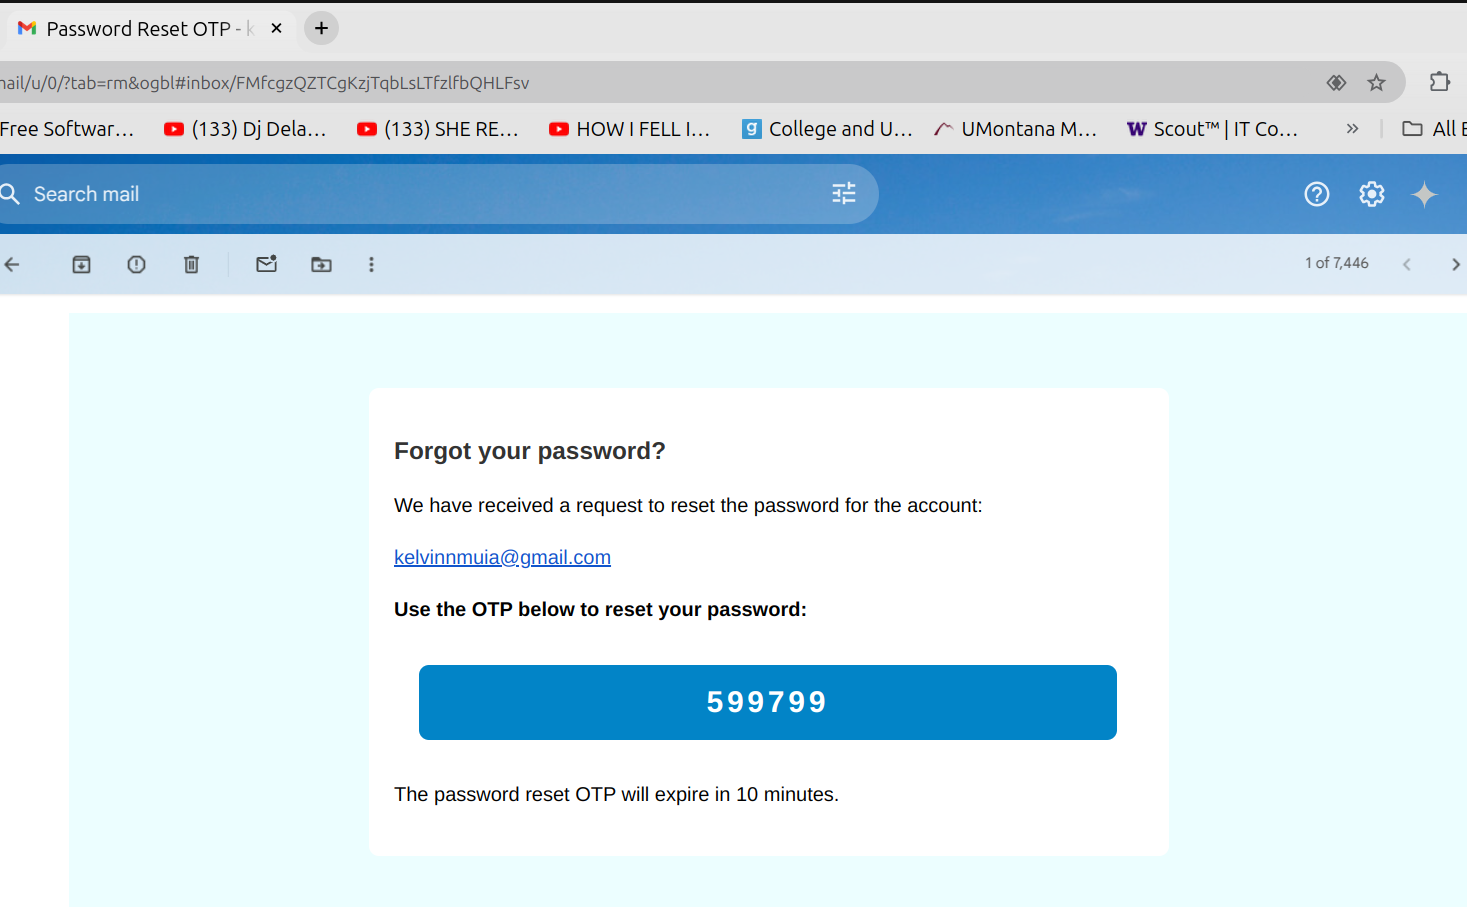 Password Reset OTP - k
nail/u/0/?tab=rm&ogbl#inbox/FMfcgzQZTCgKzjTqbLsLTfzlfbQHLFsv
Free Softwar... (133) Dj Dela... (133) SHE RE... HOW I FELL I... College and U... UMontana M... Scout™ | IT Co... » All E
Search mail
1 of 7,446
Forgot your password?
We have received a request to reset the password for the account:
kelvinnmuia@gmail.com
Use the OTP below to reset your password:
599799
The password reset OTP will expire in 10 minutes.